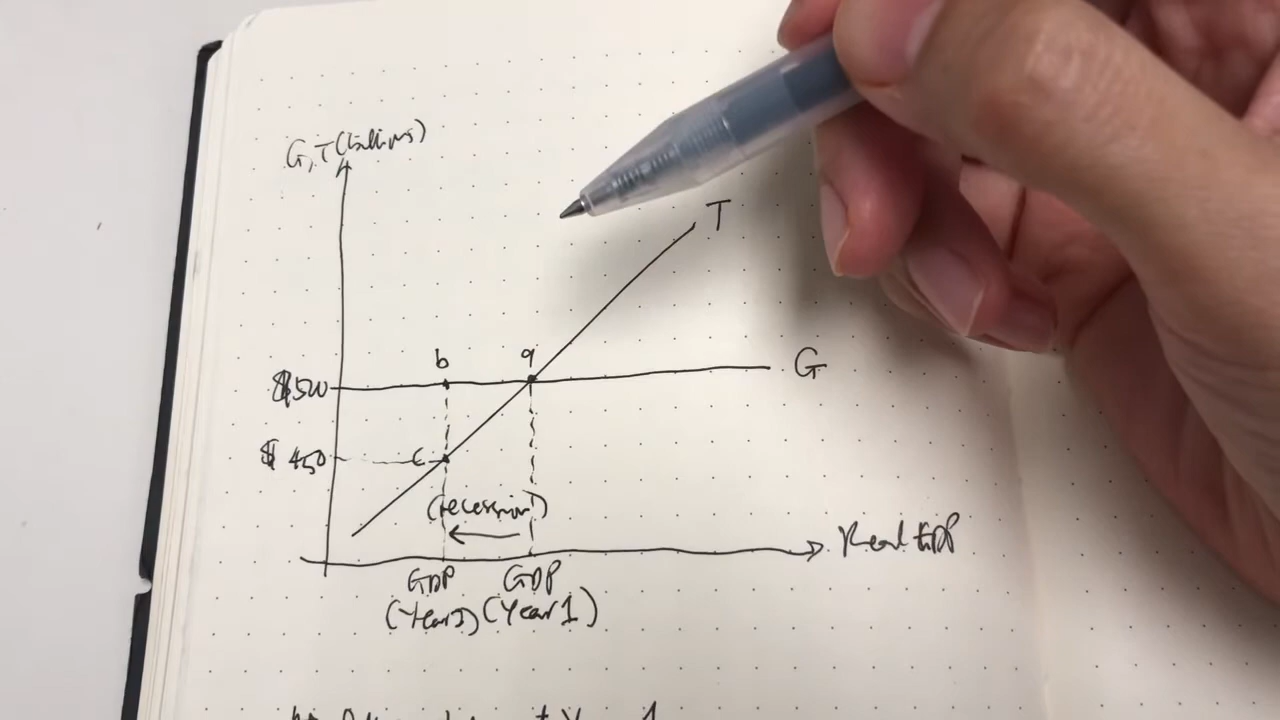 G, T (billions)
T
b a
G
$500
$450 c
(recession)
Real GDP
GDP GDP
(Year 2) (Year 1)